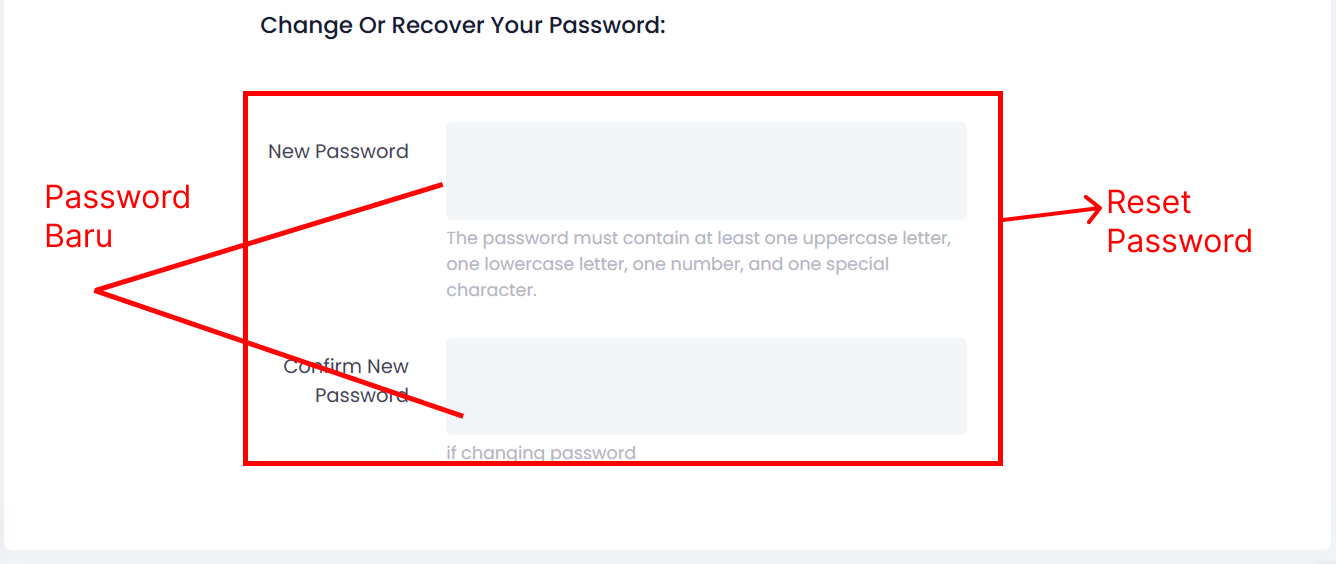 Change Or Recover Your Password:
New Password
Password
Baru
Reset
Password
The password must contain at least one uppercase letter,
one lowercase letter, one number, and one special
character.
Confirm New
Password
if changing password